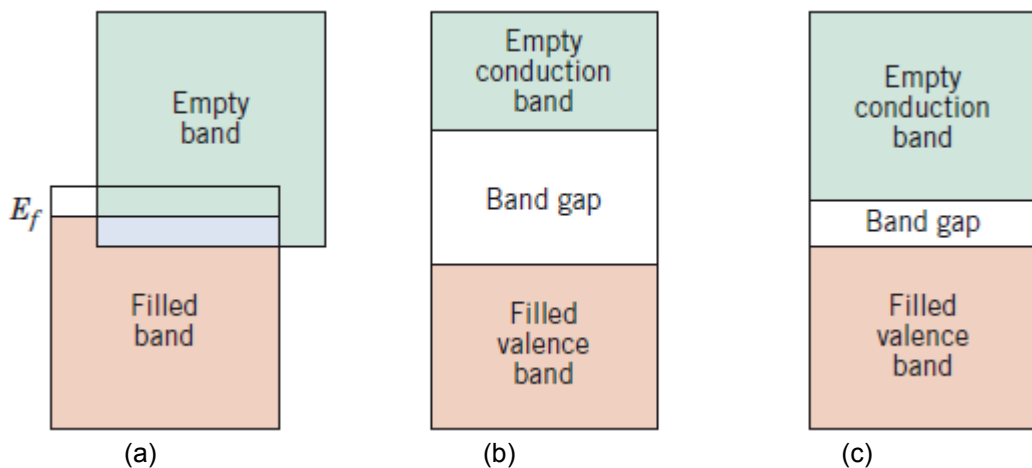 Empty
band
E_f
Filled
band
(a)
Empty
conduction
band
Band gap
Filled
valence
band
(b)
Empty
conduction
band
Band gap
Filled
valence
band
(c)